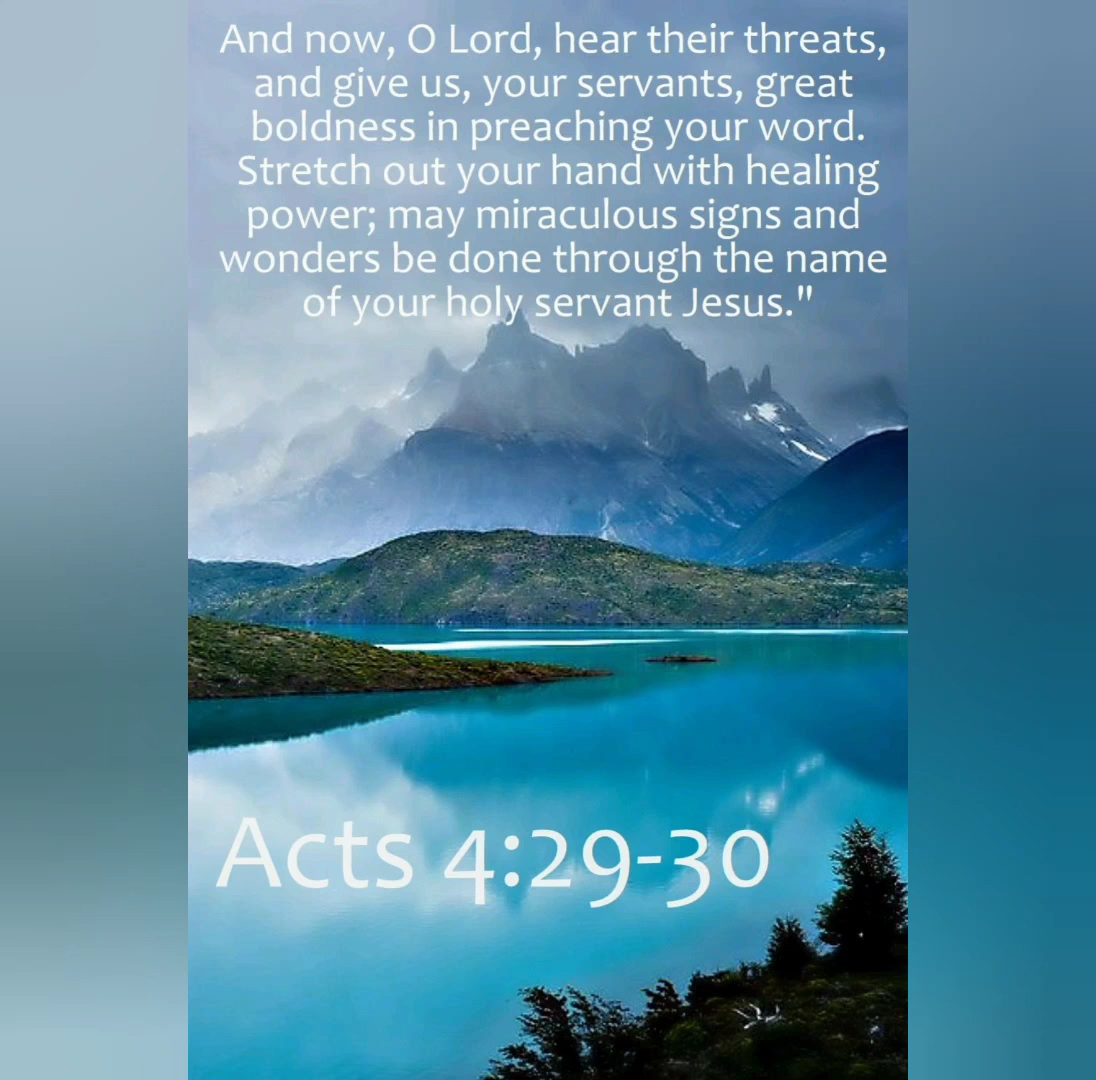 And now, O Lord, hear their threats,
and give us, your servants, great
boldness in preaching your word.
Stretch out your hand with healing
power; may miraculous signs and
wonders be done through the name
of your holy servant Jesus."
Acts 4:29-30